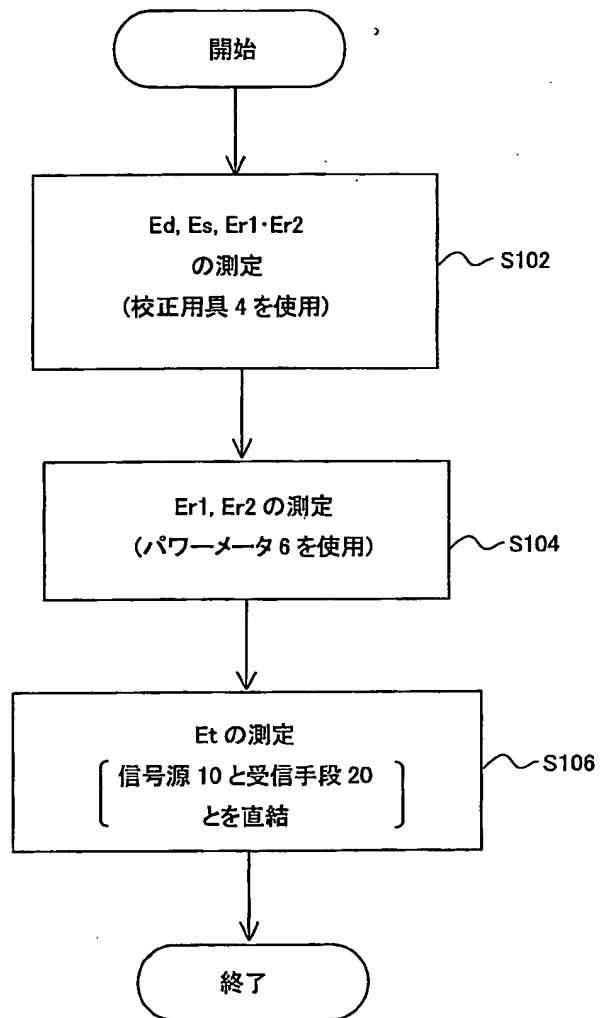 開始
Ed, Es, Er1・Er2
の測定
(校正用具 4 を使用)
S102
Er1, Er2 の測定
(パワーメータ 6 を使用)
S104
Et の測定
信号源 10 と受信手段 20
とを直結
S106
終了